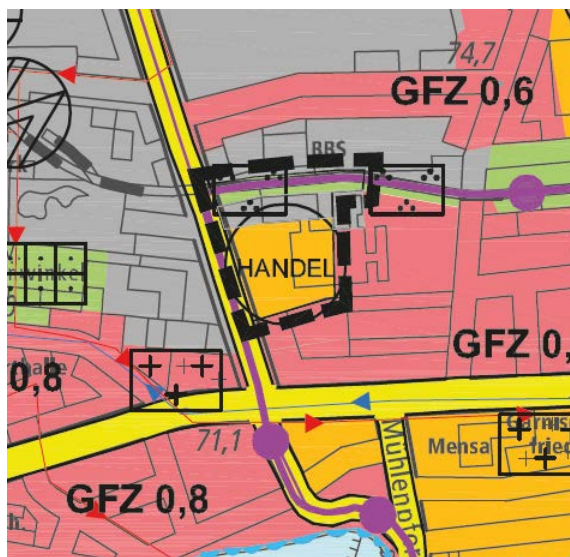 74,7
GFZ 0,6
BBS
HANDEL
GFZ 0,
0,8
71,1
Mensa
GFZ 0,8